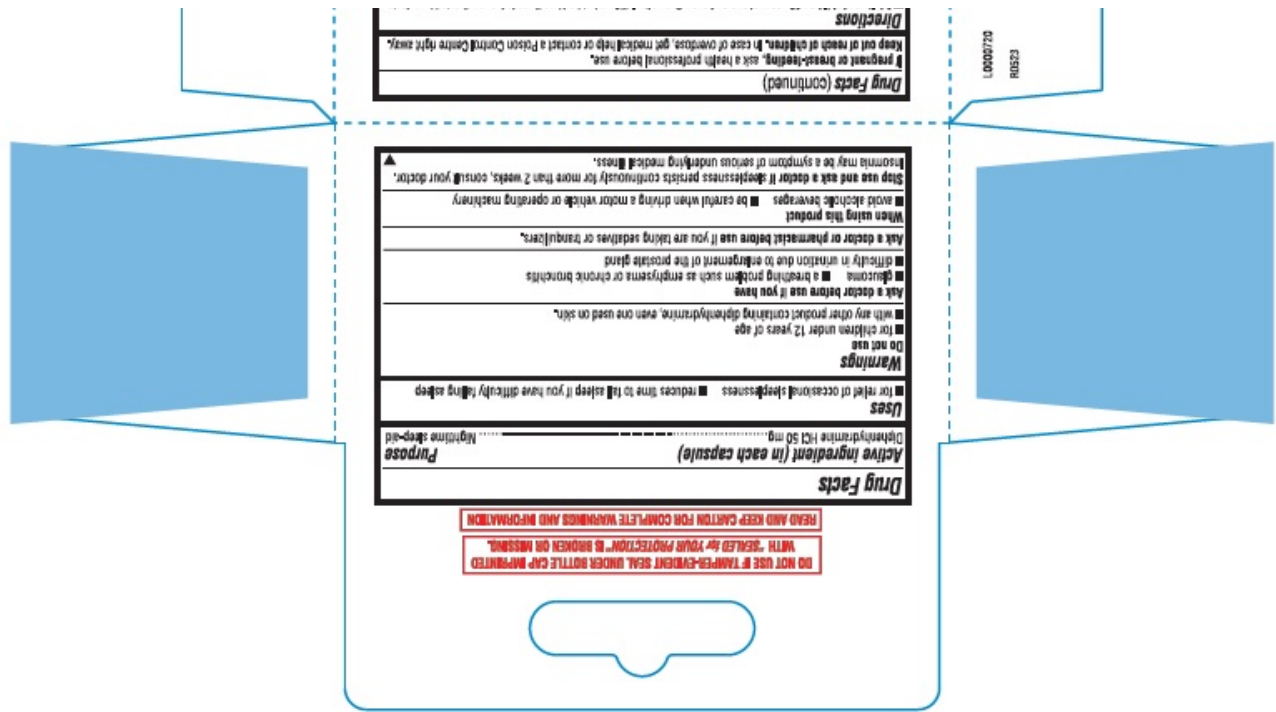 DO NOT USE IF TAMPER-EVIDENT SEAL UNDER BOTTLE CAP IMPRINTED
WITH "SEALED for YOUR PROTECTION" IS BROKEN OR MISSING.
READ AND KEEP CARTON FOR COMPLETE WARNINGS AND INFORMATION
Drug Facts
Active ingredient (in each capsule) Purpose
Diphenhydramine HCl 50 mg Nighttime sleep-aid
Uses
■ for relief of occasional sleeplessness ■ reduces time to fall asleep if you have difficulty falling asleep
Warnings
Do not use
■ for children under 12 years of age
■ with any other product containing diphenhydramine, even one used on skin.
Ask a doctor before use if you have
■ glaucoma ■ a breathing problem such as emphysema or chronic bronchitis
■ difficulty in urination due to enlargement of the prostate gland
Ask a doctor or pharmacist before use if you are taking sedatives or tranquilizers.
When using this product
■ avoid alcoholic beverages ■ be careful when driving a motor vehicle or operating machinery
Stop use and ask a doctor if sleeplessness persists continuously for more than 2 weeks, consult your doctor.
Insomnia may be a symptom of serious underlying medical illness.
Drug Facts (continued)
If pregnant or breast-feeding, ask a health professional before use.
Keep out of reach of children. In case of overdose, get medical help or contact a Poison Control Centre right away.
Directions
L0000720
R0523